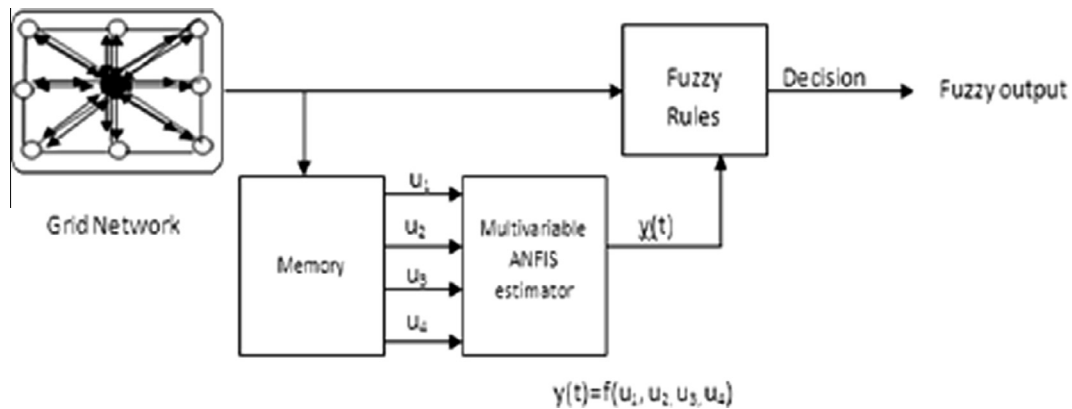 Fuzzy
Rules
Decision
Fuzzy output
Grid Network
Memory
u₁
u₂
u₃
u₄
Multivariable
ANFIS
estimator
y(t)
y(t)=f(u₁, u₂, u₃, u₄)